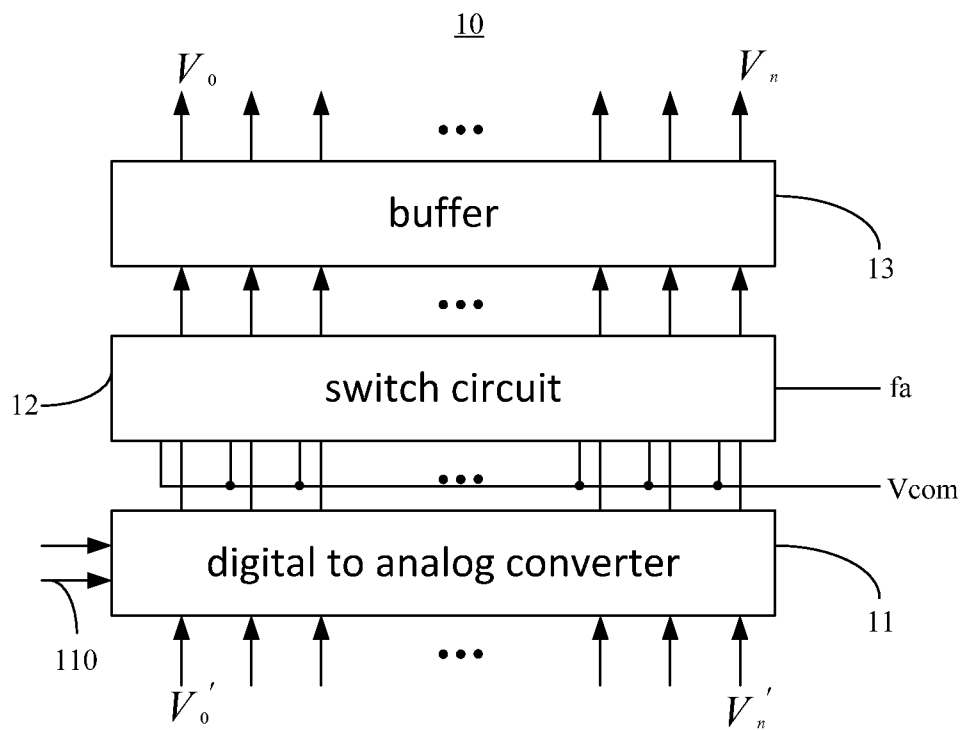 10
V₀ Vₙ
•••
buffer
13
•••
switch circuit
12
fa
•••
Vcom
digital to analog converter
11
110
•••
V₀′ Vₙ′